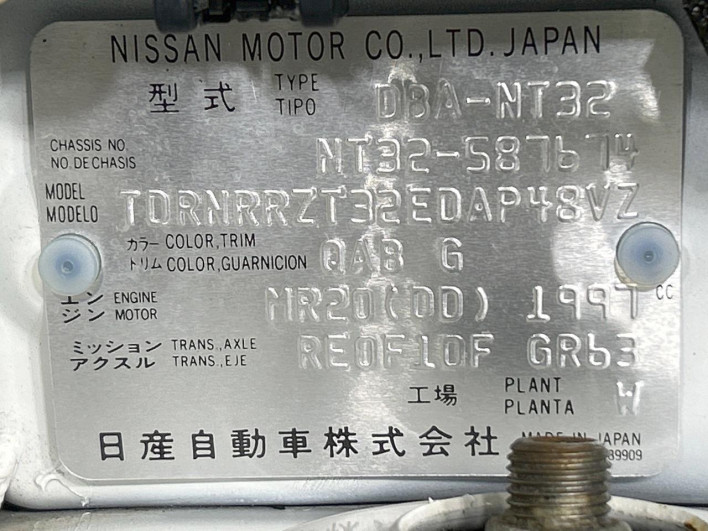 NISSAN MOTOR CO.,LTD. JAPAN
型式 TYPE TIPO DBA-NT32
CHASSIS NO. NO. DE CHASIS NT32-587674
MODEL MODELO TDRNRRZT32EDAP48VZ
カラー COLOR,TRIM
トリム COLOR,GUARNICION QAB G
エンジン ENGINE MOTOR MR20(DD) 1997 CC
ミッション TRANS.,AXLE
アクスル TRANS.,EJE RE0F10F GR63
工場 PLANT PLANTA W
日産自動車株式会社 MADE IN JAPAN